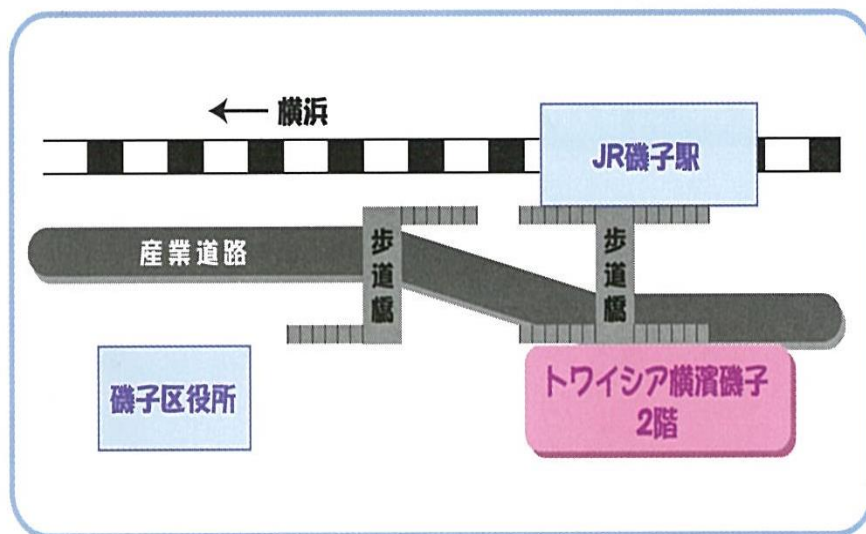 ← 横浜
JR磯子駅
産業道路
歩道橋
歩道橋
磯子区役所
トワイシア横濱磯子
2階